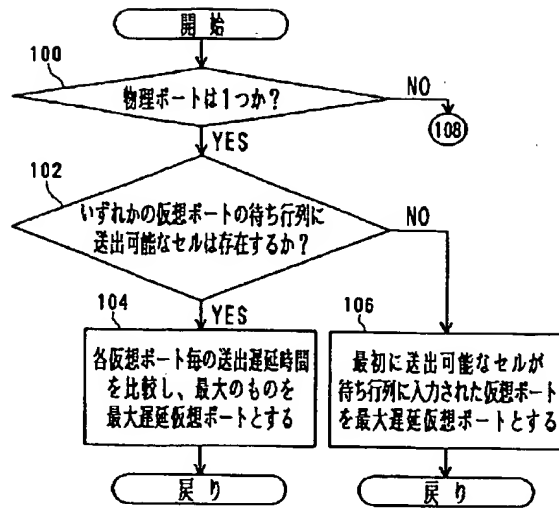 開始
100
物理ポートは1つか?
NO
108
YES
102
いずれかの仮想ポートの待ち行列に
送出可能なセルは存在するか?
NO
YES
104
各仮想ポート毎の送出遅延時間
を比較し、最大のものを
最大遅延仮想ポートとする
106
最初に送出可能なセルが
待ち行列に入力された仮想ポート
を最大遅延仮想ポートとする
戻り
戻り